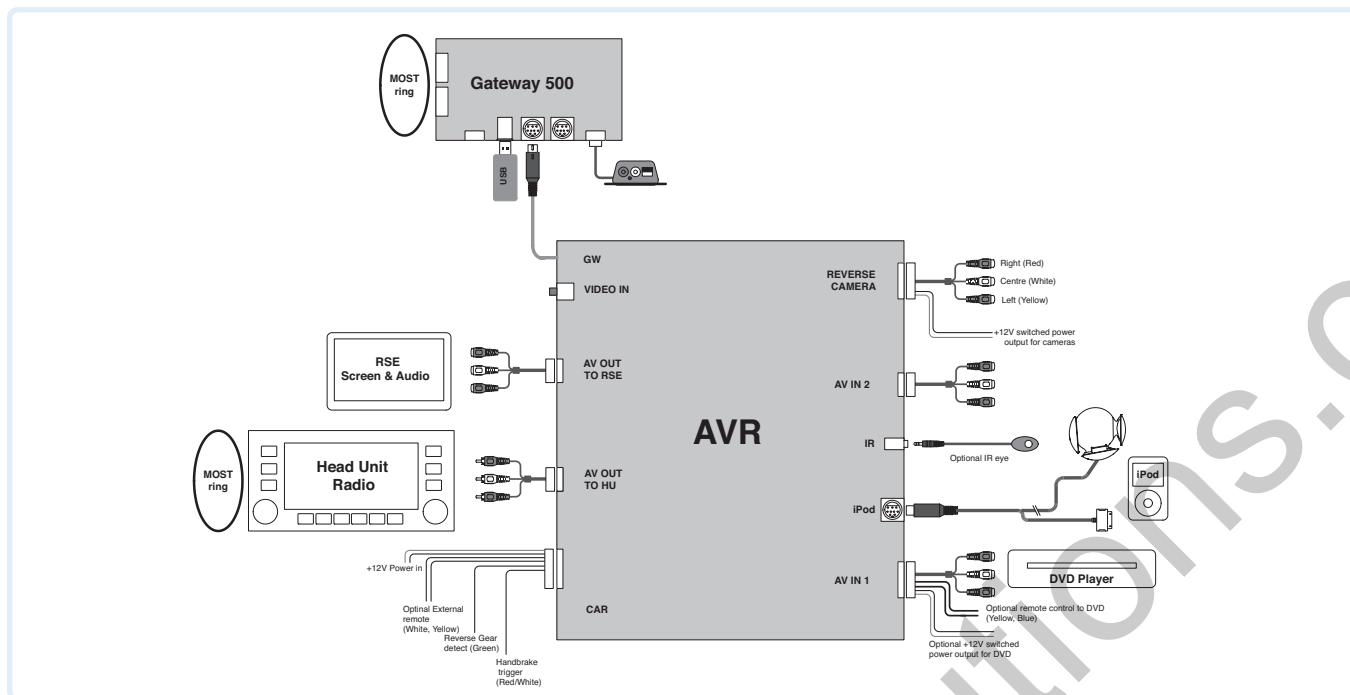 MOST
ring
Gateway 500
USB
GW
VIDEO IN
REVERSE
CAMERA
Right (Red)
Centre (White)
Left (Yellow)
+12V switched power
output for cameras
RSE
Screen & Audio
AV OUT
TO RSE
AV IN 2
AVR
IR
Optional IR eye
MOST
ring
Head Unit
Radio
AV OUT
TO HU
iPod
iPod
+12V Power in
AV IN 1
DVD Player
CAR
Optinal External
remote
(White, Yellow)
Reverse Gear
detect (Green)
Handbrake
trigger
(Red/White)
Optional remote control to DVD
(Yellow, Blue)
Optional +12V switched
power output for DVD
utions.c